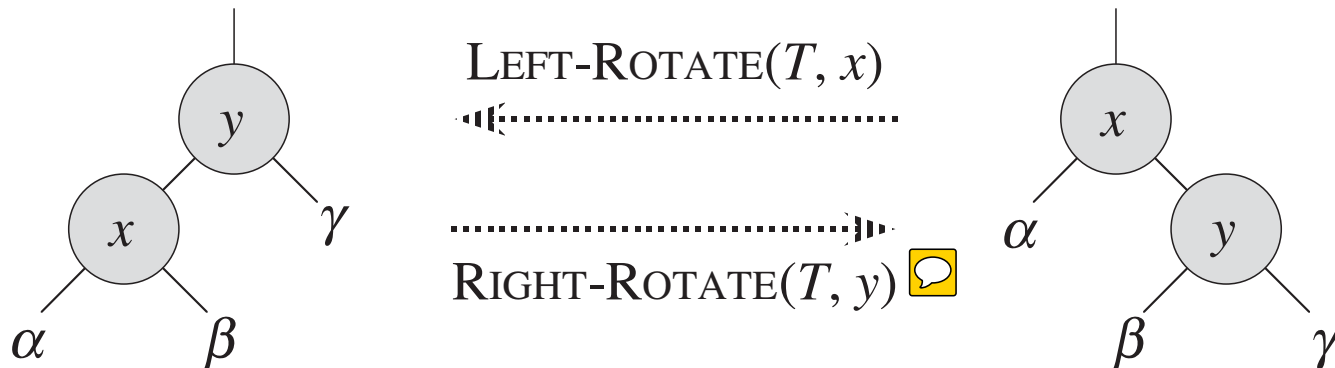 LEFT-ROTATE(T, x)
y
x
x
γ
α
y
RIGHT-ROTATE(T, y)
α
β
β
γ